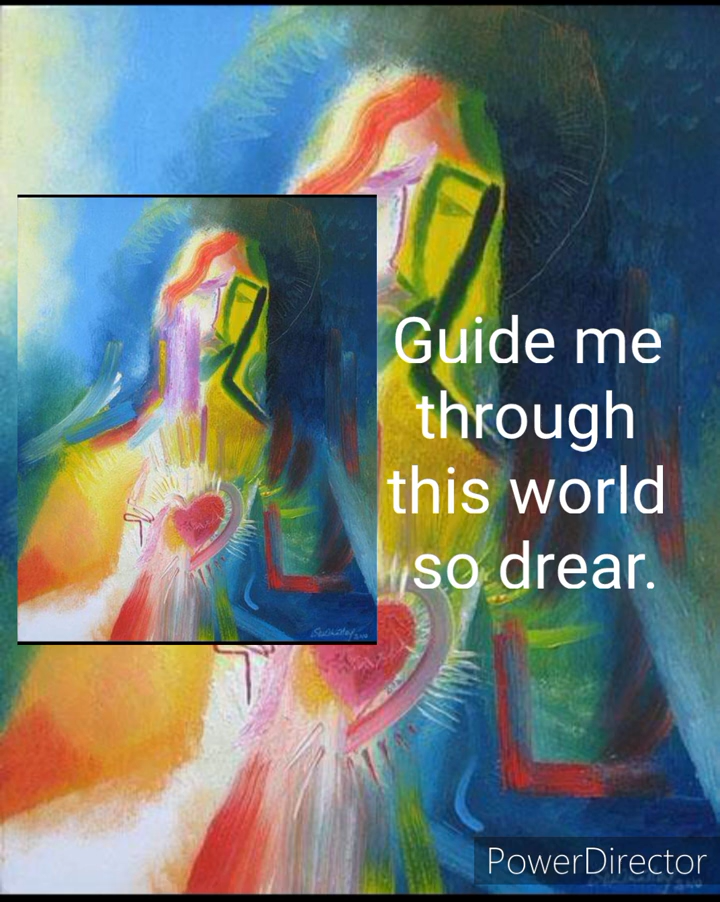 Guide me
through
this world
so drear.
PowerDirector